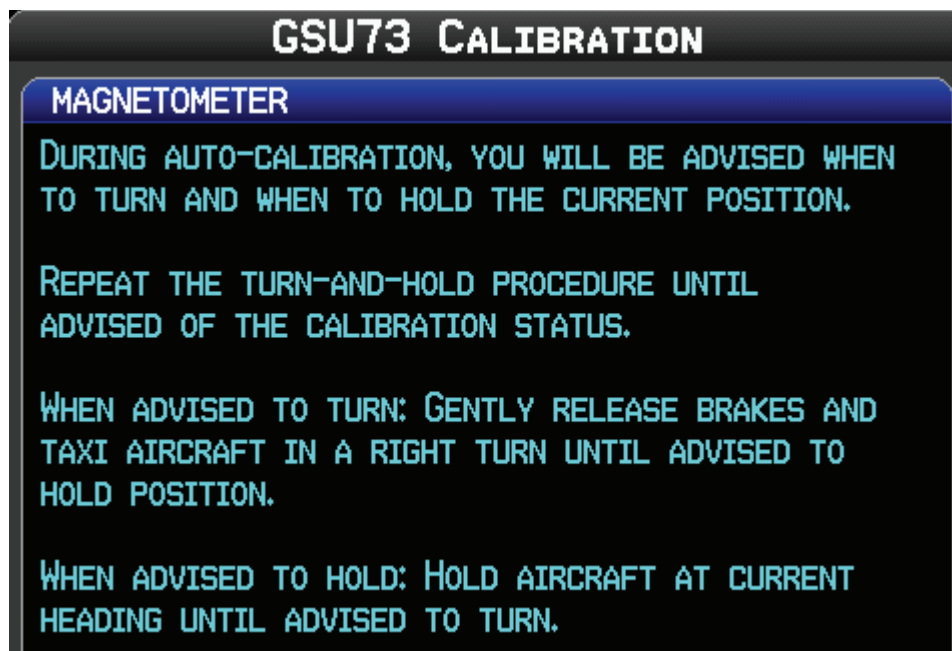 GSU73 CALIBRATION
MAGNETOMETER
DURING AUTO-CALIBRATION, YOU WILL BE ADVISED WHEN
TO TURN AND WHEN TO HOLD THE CURRENT POSITION.
REPEAT THE TURN-AND-HOLD PROCEDURE UNTIL
ADVISED OF THE CALIBRATION STATUS.
WHEN ADVISED TO TURN: GENTLY RELEASE BRAKES AND
TAXI AIRCRAFT IN A RIGHT TURN UNTIL ADVISED TO
HOLD POSITION.
WHEN ADVISED TO HOLD: HOLD AIRCRAFT AT CURRENT
HEADING UNTIL ADVISED TO TURN.